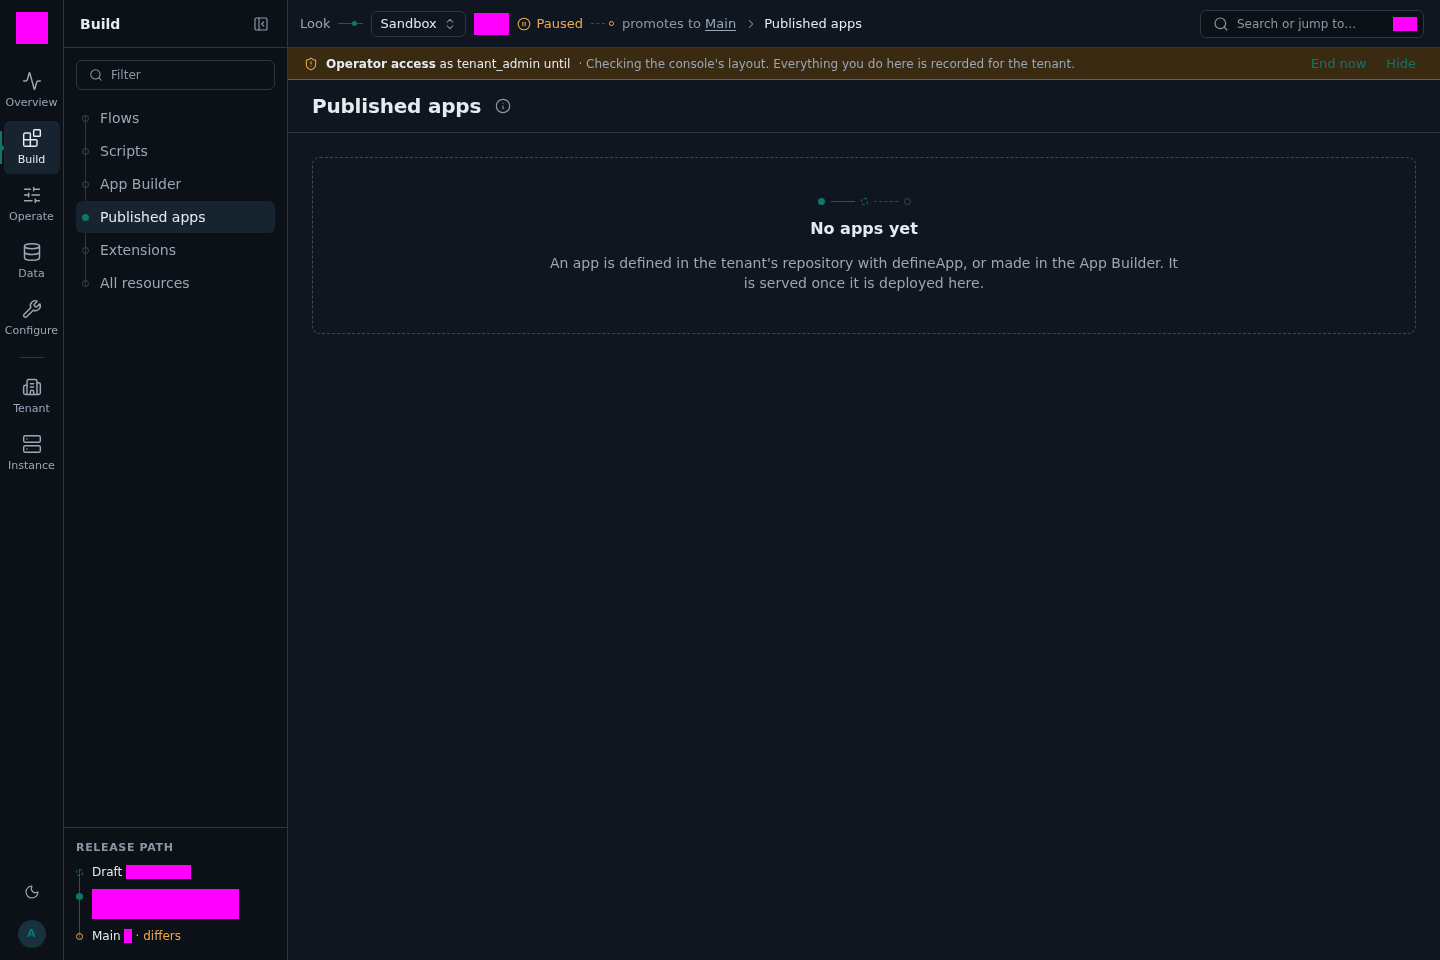 Build
Look
Sandbox
Paused
promotes to Main
Published apps
Search or jump to...
Operator access as tenant_admin until · Checking the console's layout. Everything you do here is recorded for the tenant.
End now
Hide
Overview
Build
Operate
Data
Configure
Tenant
Instance
A
Filter
Flows
Scripts
App Builder
Published apps
Extensions
All resources
RELEASE PATH
Draft
Main · differs
Published apps
No apps yet
An app is defined in the tenant's repository with defineApp, or made in the App Builder. It
is served once it is deployed here.